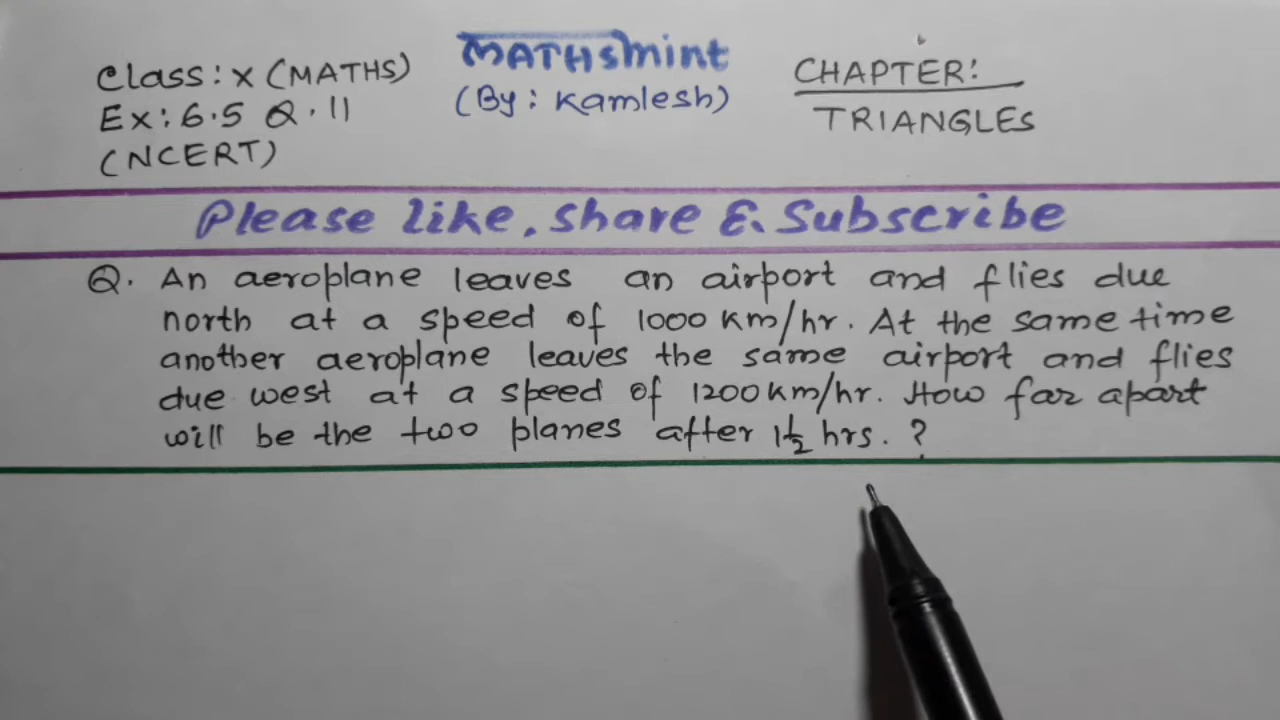 Class: X (MATHS)
Ex: 6.5 Q.11
(NCERT)
MATHSMint
(By: Kamlesh)
CHAPTER:
TRIANGLES
Please like, Share & Subscribe
Q. An aeroplane leaves an airport and flies due
north at a speed of 1000 km/hr. At the same time
another aeroplane leaves the same airport and flies
due west at a speed of 1200 km/hr. How far apart
will be the two planes after 1 1/2 hrs. ?